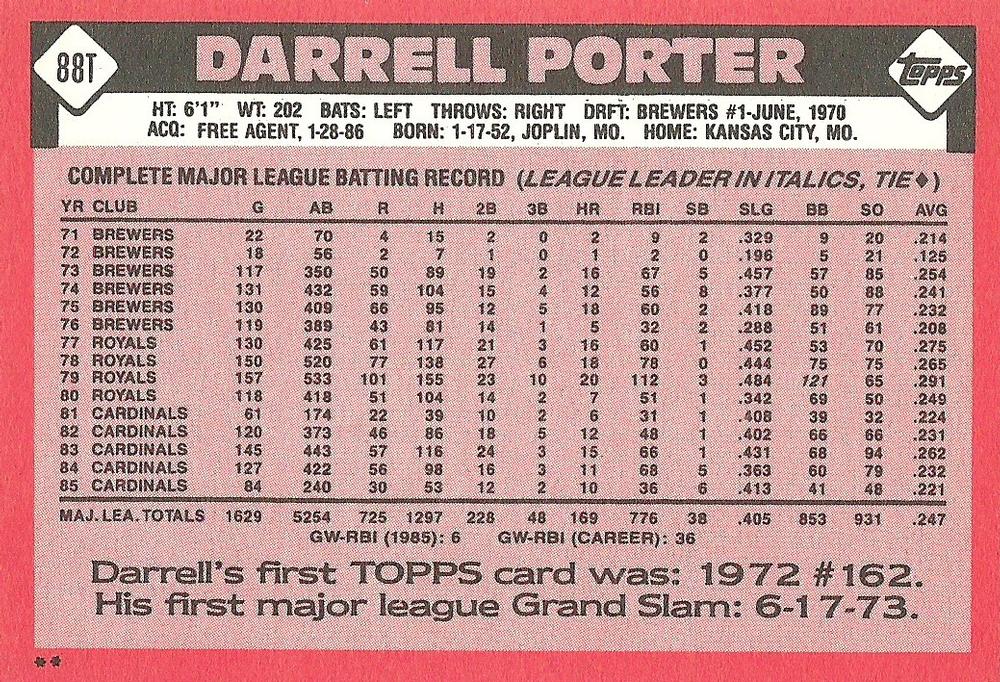 88T
DARRELL PORTER
topps
HT: 6'1" WT: 202 BATS: LEFT THROWS: RIGHT DRFT: BREWERS #1-JUNE, 1970
ACQ: FREE AGENT, 1-28-86 BORN: 1-17-52, JOPLIN, MO. HOME: KANSAS CITY, MO.
COMPLETE MAJOR LEAGUE BATTING RECORD (LEAGUE LEADER IN ITALICS, TIE♦)
YR CLUB G AB R H 2B 3B HR RBI SB SLG BB SO AVG
71 BREWERS 22 70 4 15 2 0 2 9 2 .329 9 20 .214
72 BREWERS 18 56 2 7 1 0 1 2 0 .196 5 21 .125
73 BREWERS 117 350 50 89 19 2 16 67 5 .457 57 85 .254
74 BREWERS 131 432 59 104 15 4 12 56 8 .377 50 88 .241
75 BREWERS 130 409 66 95 12 5 18 60 2 .418 89 77 .232
76 BREWERS 119 389 43 81 14 1 5 32 2 .288 51 61 .208
77 ROYALS 130 425 61 117 21 3 16 60 1 .452 53 70 .275
78 ROYALS 150 520 77 138 27 6 18 78 0 .444 75 75 .265
79 ROYALS 157 533 101 155 23 10 20 112 3 .484 121 65 .291
80 ROYALS 118 418 51 104 14 2 7 51 1 .342 69 50 .249
81 CARDINALS 61 174 22 39 10 2 6 31 1 .408 39 32 .224
82 CARDINALS 120 373 46 86 18 5 12 48 1 .402 66 66 .231
83 CARDINALS 145 443 57 116 24 3 15 66 1 .431 68 94 .262
84 CARDINALS 127 422 56 98 16 3 11 68 5 .363 60 79 .232
85 CARDINALS 84 240 30 53 12 2 10 36 6 .413 41 48 .221
MAJ. LEA. TOTALS 1629 5254 725 1297 228 48 169 776 38 .405 853 931 .247
GW-RBI (1985): 6 GW-RBI (CAREER): 36
Darrell's first TOPPS card was: 1972 #162.
His first major league Grand Slam: 6-17-73.
**